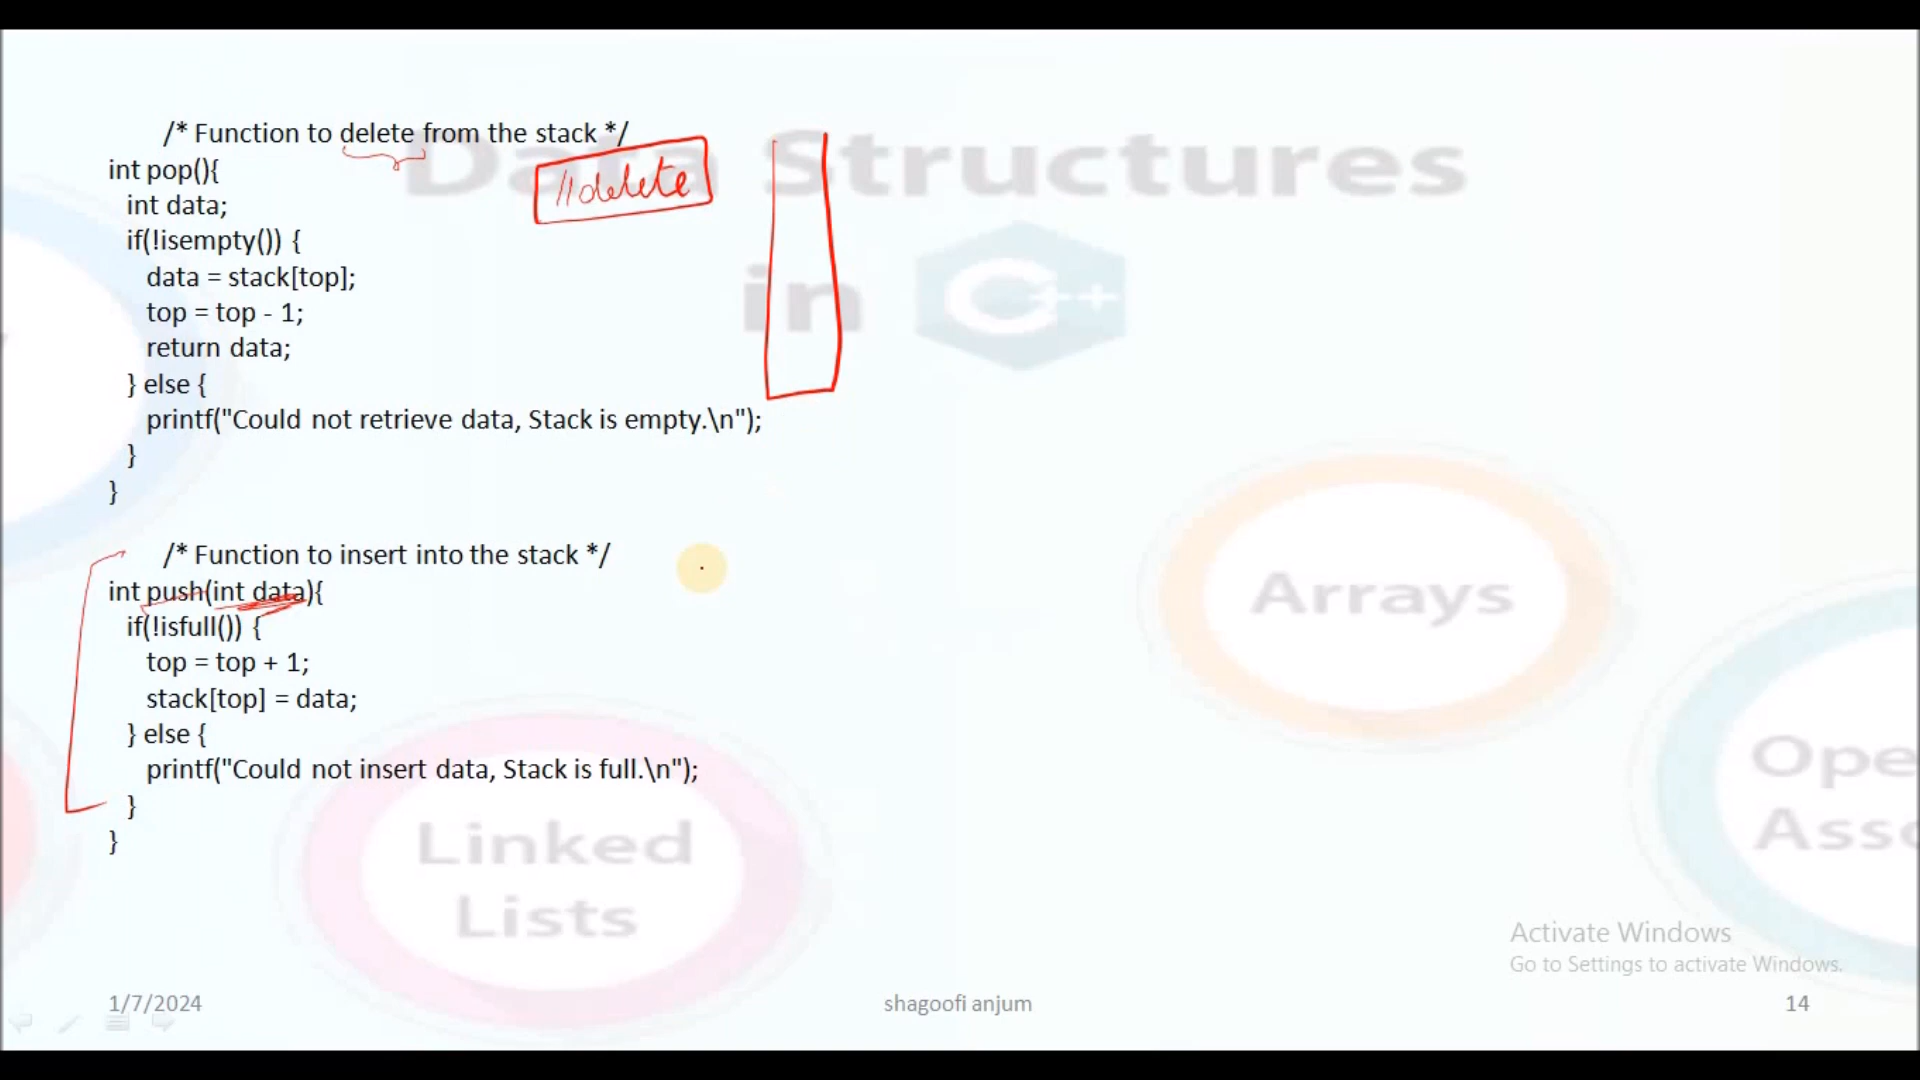 /* Function to delete from the stack */
int pop(){
//delete
int data;
if(!isempty()) {
data = stack[top];
top = top - 1;
return data;
} else {
printf("Could not retrieve data, Stack is empty.\n");
}
}
/* Function to insert into the stack */
int push(int data){
if(!isfull()) {
top = top + 1;
stack[top] = data;
} else {
printf("Could not insert data, Stack is full.\n");
}
}
Data Structures
in C++
Arrays
Linked
Lists
Ope
Asso
Activate Windows
Go to Settings to activate Windows.
1/7/2024
shagoofi anjum
14